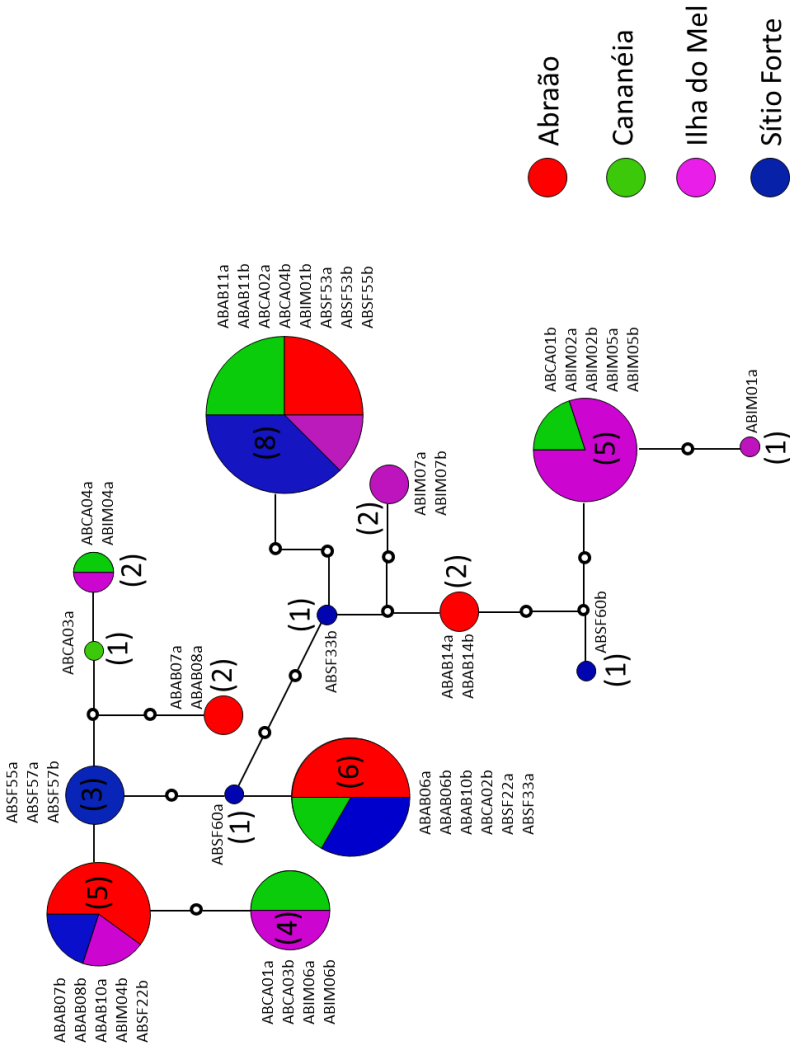 ABSF55a
ABSF57a
ABSF57b
(3)
ABCA03a
(1)
ABCA04a
ABIM04a
(2)
ABAB07a
ABAB08a
(2)
(5)
ABAB07b
ABAB08b
ABAB10a
ABIM04b
ABSF22b
(4)
ABCA01a
ABCA03b
ABIM06a
ABIM06b
ABSF60a
(1)
(6)
ABAB06a
ABAB06b
ABAB10b
ABCA02b
ABSF22a
ABSF33a
(1)
ABSF33b
(8)
ABAB11a
ABAB11b
ABCA02a
ABCA04b
ABIM01b
ABSF53a
ABSF53b
ABSF55b
(2)
ABIM07a
ABIM07b
(2)
ABAB14a
ABAB14b
ABSF60b
(1)
(5)
ABCA01b
ABIM02a
ABIM02b
ABIM05a
ABIM05b
ABIM01a
(1)
Abraão
Cananéia
Ilha do Mel
Sítio Forte